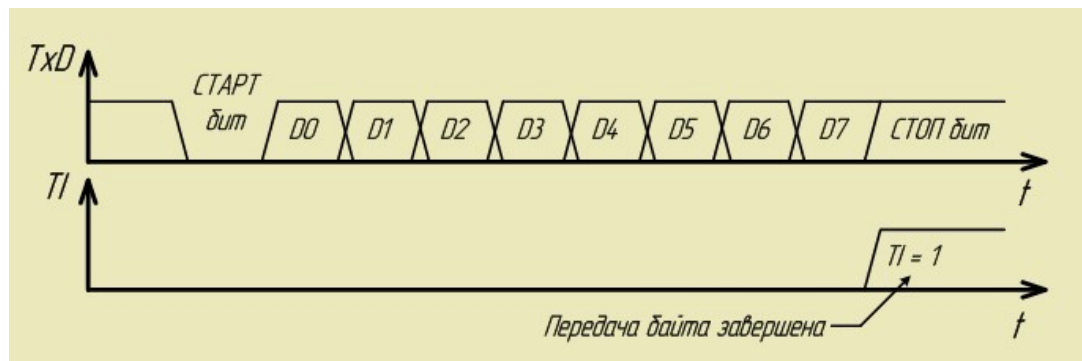 TxD
СТАРТ
бит
D0 D1 D2 D3 D4 D5 D6 D7 СТОП бит
t
TI
TI = 1
Передача байта завершена
t